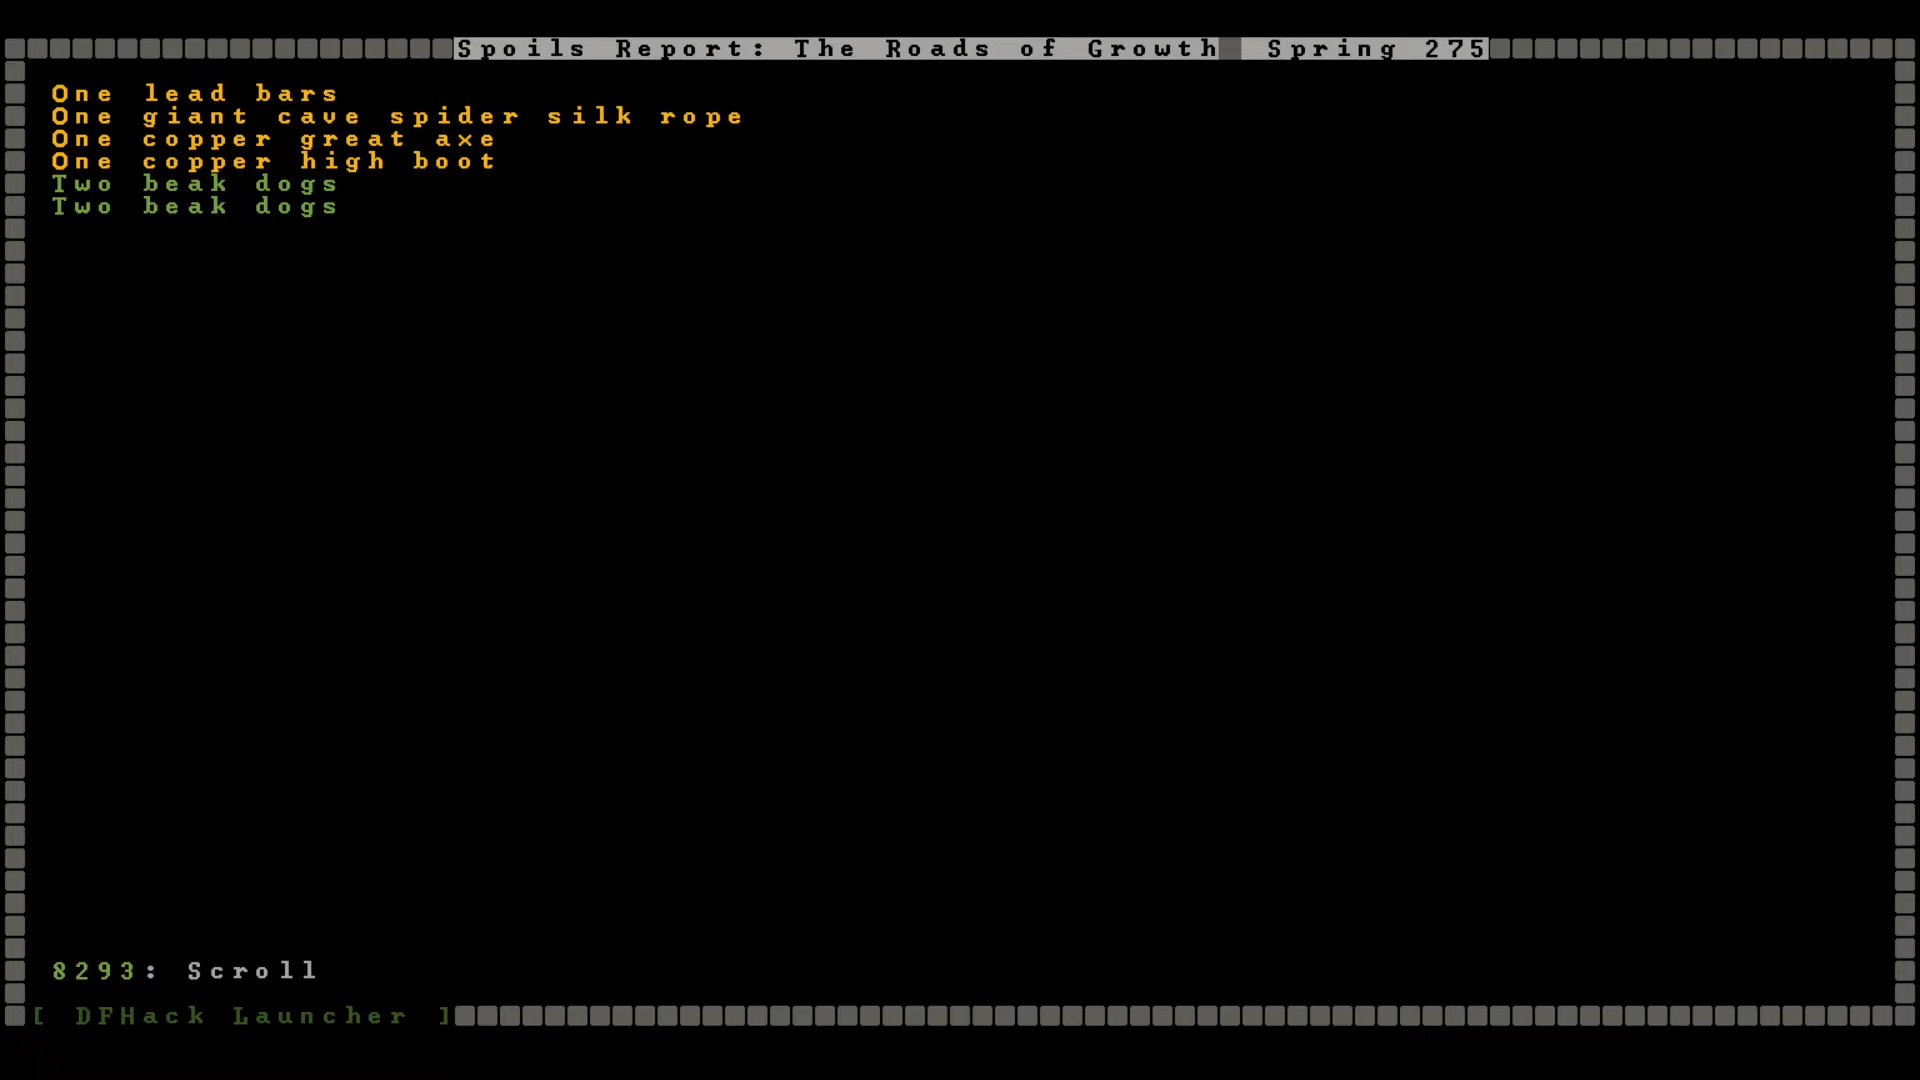 Spoils Report: The Roads of Growth Spring 275
One lead bars
One giant cave spider silk rope
One copper great axe
One copper high boot
Two beak dogs
Two beak dogs
8293: Scroll
[ DFHack Launcher ]